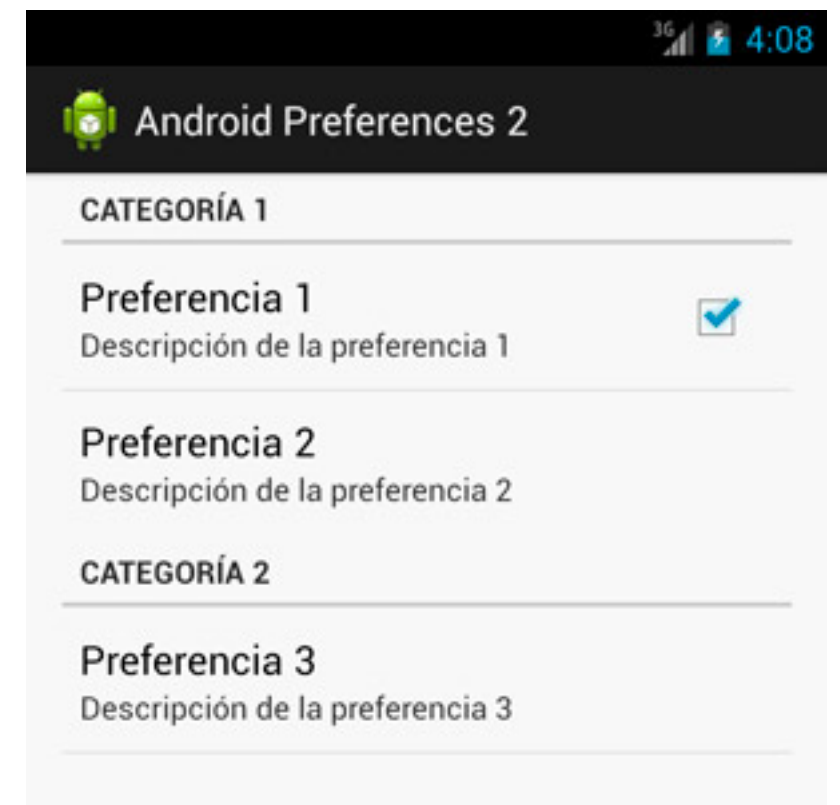 3G 4:08
Android Preferences 2
CATEGORÍA 1
Preferencia 1
Descripción de la preferencia 1
Preferencia 2
Descripción de la preferencia 2
CATEGORÍA 2
Preferencia 3
Descripción de la preferencia 3